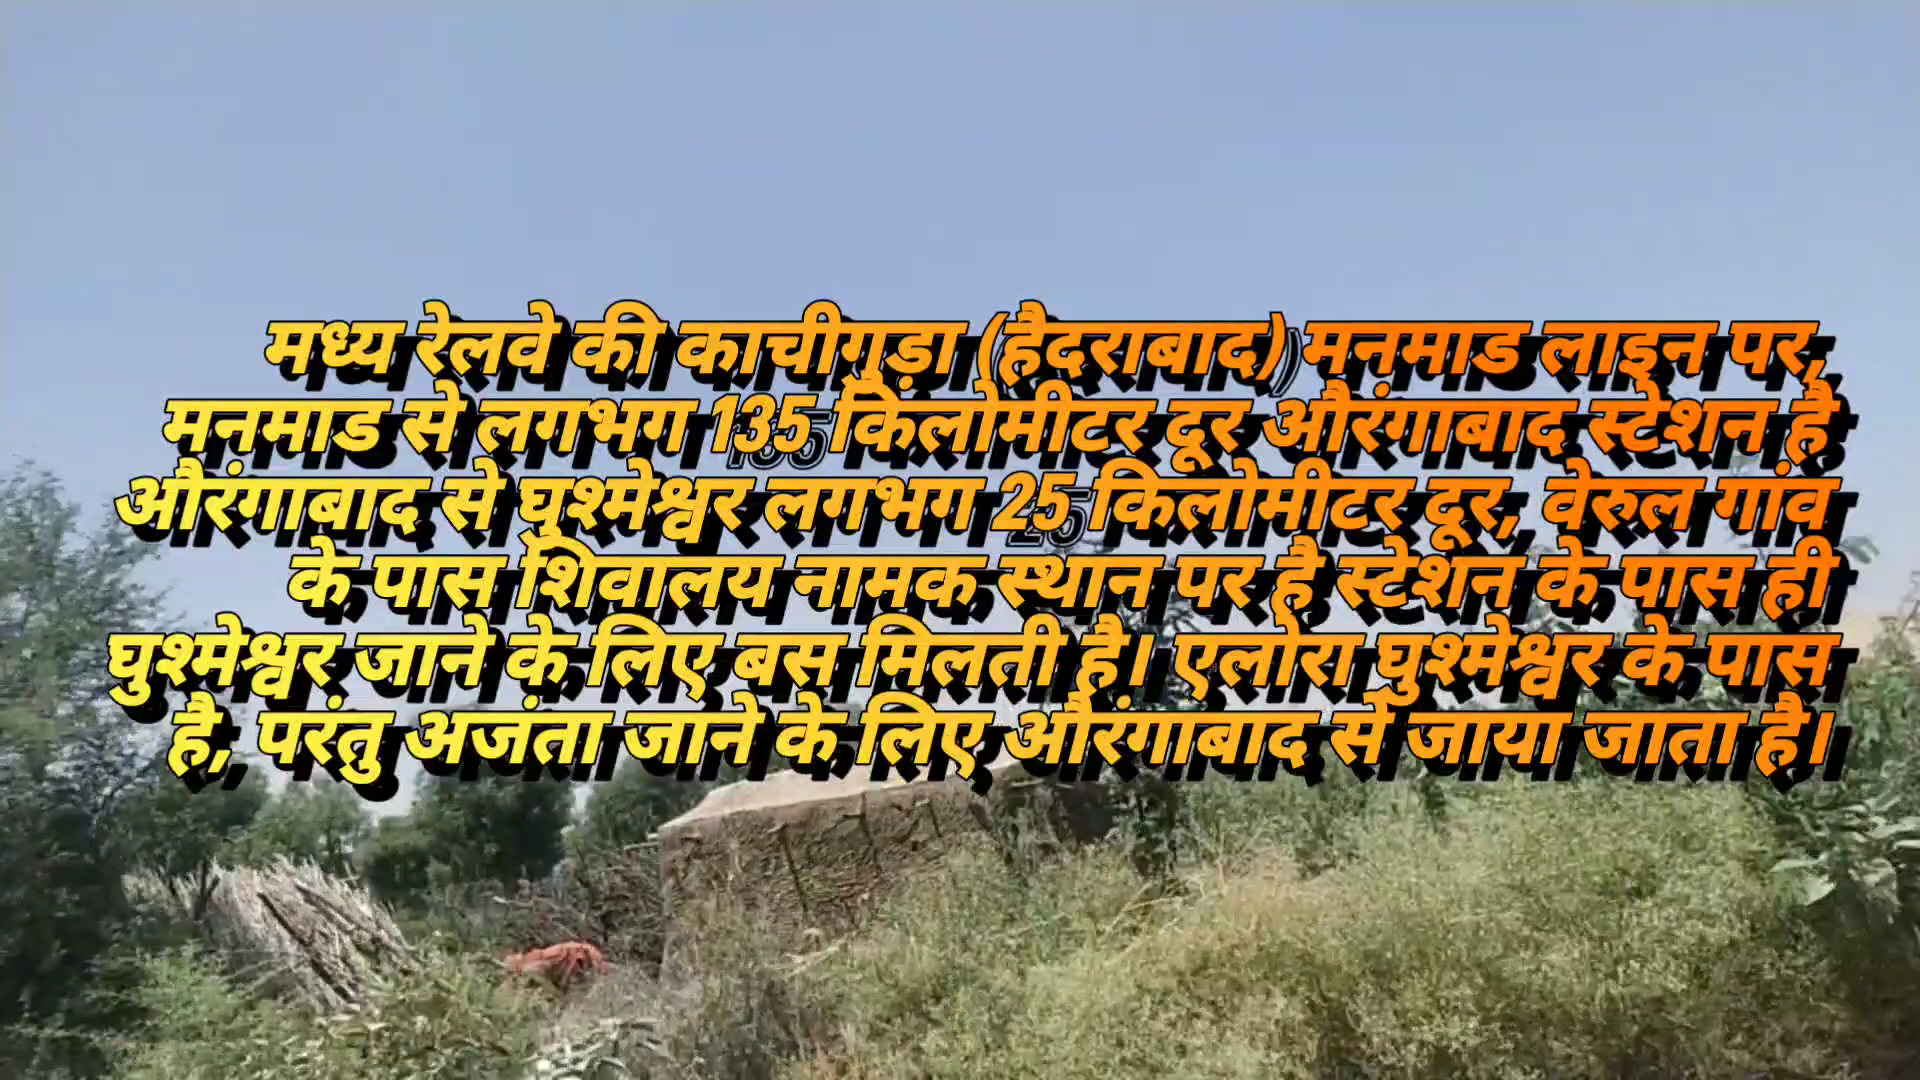 मध्य रेलवे की काचीगुड़ा (हैदराबाद) मनमाड लाइन पर,
मनमाड से लगभग 135 किलोमीटर दूर औरंगाबाद स्टेशन है
औरंगाबाद से घुश्मेश्वर लगभग 25 किलोमीटर दूर, वेरुल गांव
के पास शिवालय नामक स्थान पर है स्टेशन के पास ही
घुश्मेश्वर जाने के लिए बस मिलती है। एलोरा घुश्मेश्वर के पास
है, परंतु अजंता जाने के लिए औरंगाबाद से जाया जाता है।